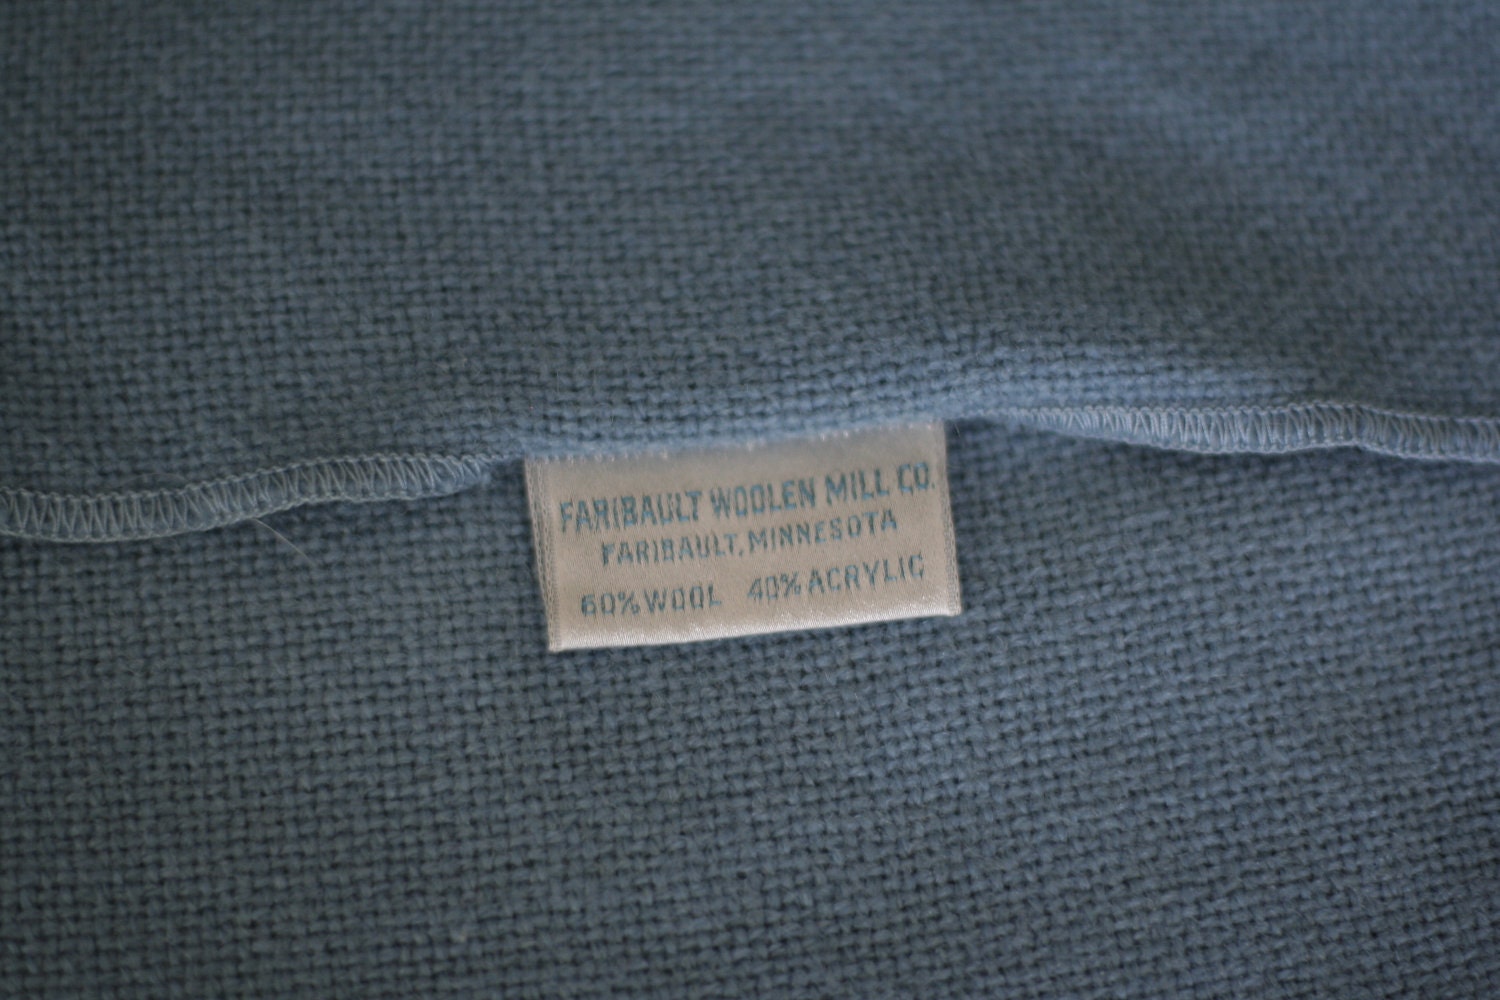 FARIBAULT WOOLEN MILL CO.
FARIBAULT, MINNESOTA
60% WOOL 40% ACRYLIC